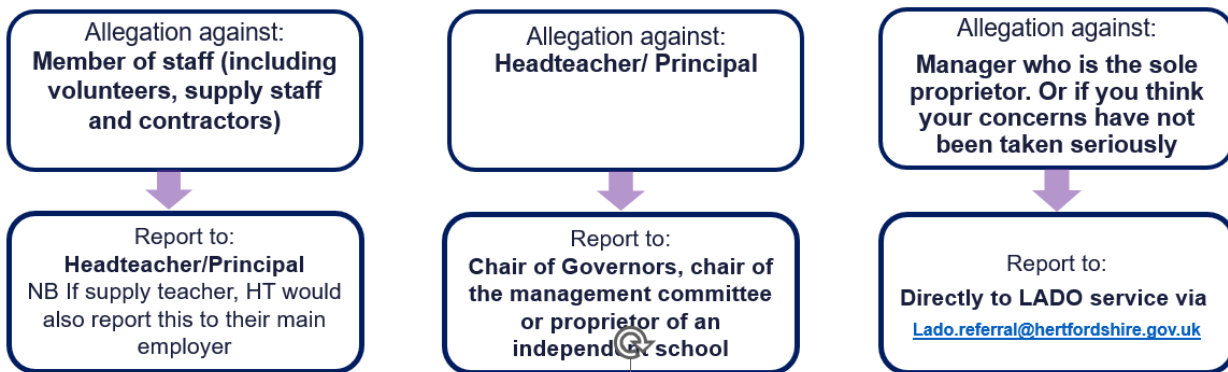 Allegation against:
Member of staff (including
volunteers, supply staff
and contractors)
Report to:
Headteacher/Principal
NB If supply teacher, HT would
also report this to their main
employer
Allegation against:
Headteacher/ Principal
Report to:
Chair of Governors, chair of
the management committee
or proprietor of an
independent school
Allegation against:
Manager who is the sole
proprietor. Or if you think
your concerns have not
been taken seriously
Report to:
Directly to LADO service via
Lado.referral@hertfordshire.gov.uk